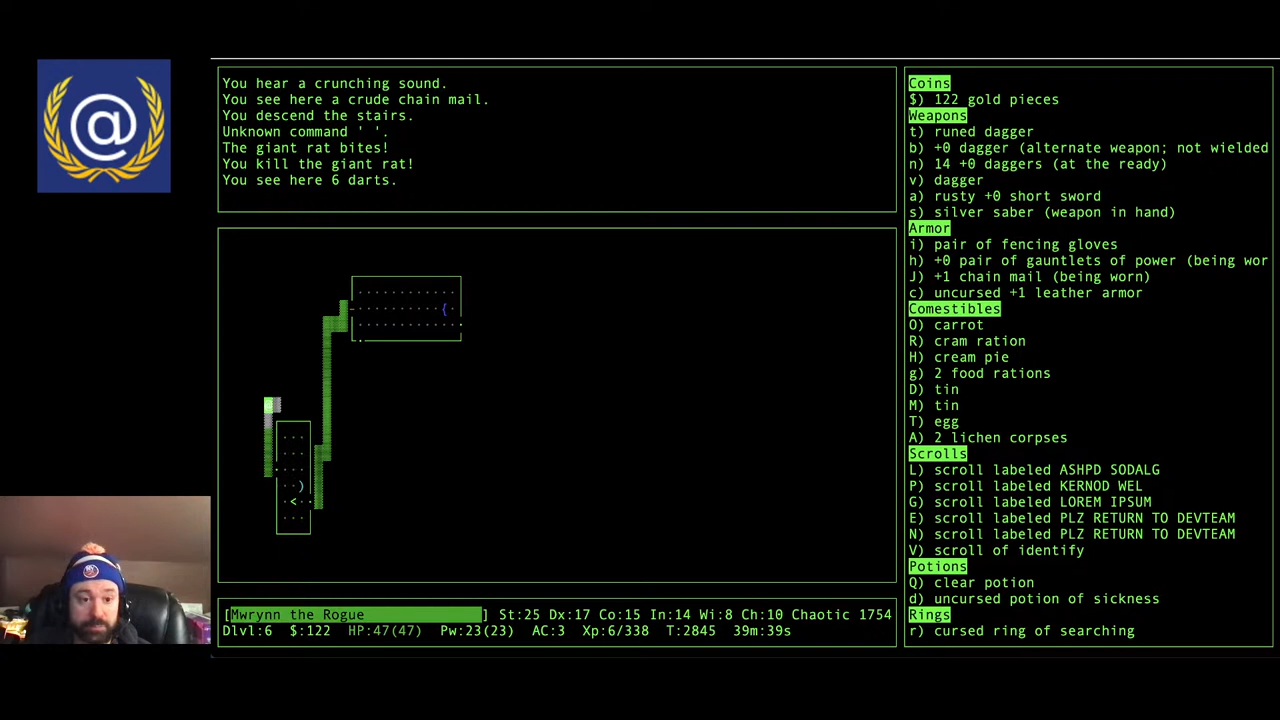 @
You hear a crunching sound.
You see here a crude chain mail.
You descend the stairs.
Unknown command ' '.
The giant rat bites!
You kill the giant rat!
You see here 6 darts.
{
)
<
[Mwrynn the Rogue ] St:25 Dx:17 Co:15 In:14 Wi:8 Ch:10 Chaotic 1754
Dlvl:6 $:122 HP:47(47) Pw:23(23) AC:3 Xp:6/338 T:2845 39m:39s
Coins
$) 122 gold pieces
Weapons
t) runed dagger
b) +0 dagger (alternate weapon; not wielded
n) 14 +0 daggers (at the ready)
v) dagger
a) rusty +0 short sword
s) silver saber (weapon in hand)
Armor
i) pair of fencing gloves
h) +0 pair of gauntlets of power (being wor
J) +1 chain mail (being worn)
c) uncursed +1 leather armor
Comestibles
O) carrot
R) cram ration
H) cream pie
g) 2 food rations
D) tin
M) tin
T) egg
A) 2 lichen corpses
Scrolls
L) scroll labeled ASHPD SODALG
P) scroll labeled KERNOD WEL
G) scroll labeled LOREM IPSUM
E) scroll labeled PLZ RETURN TO DEVTEAM
N) scroll labeled PLZ RETURN TO DEVTEAM
V) scroll of identify
Potions
Q) clear potion
d) uncursed potion of sickness
Rings
r) cursed ring of searching